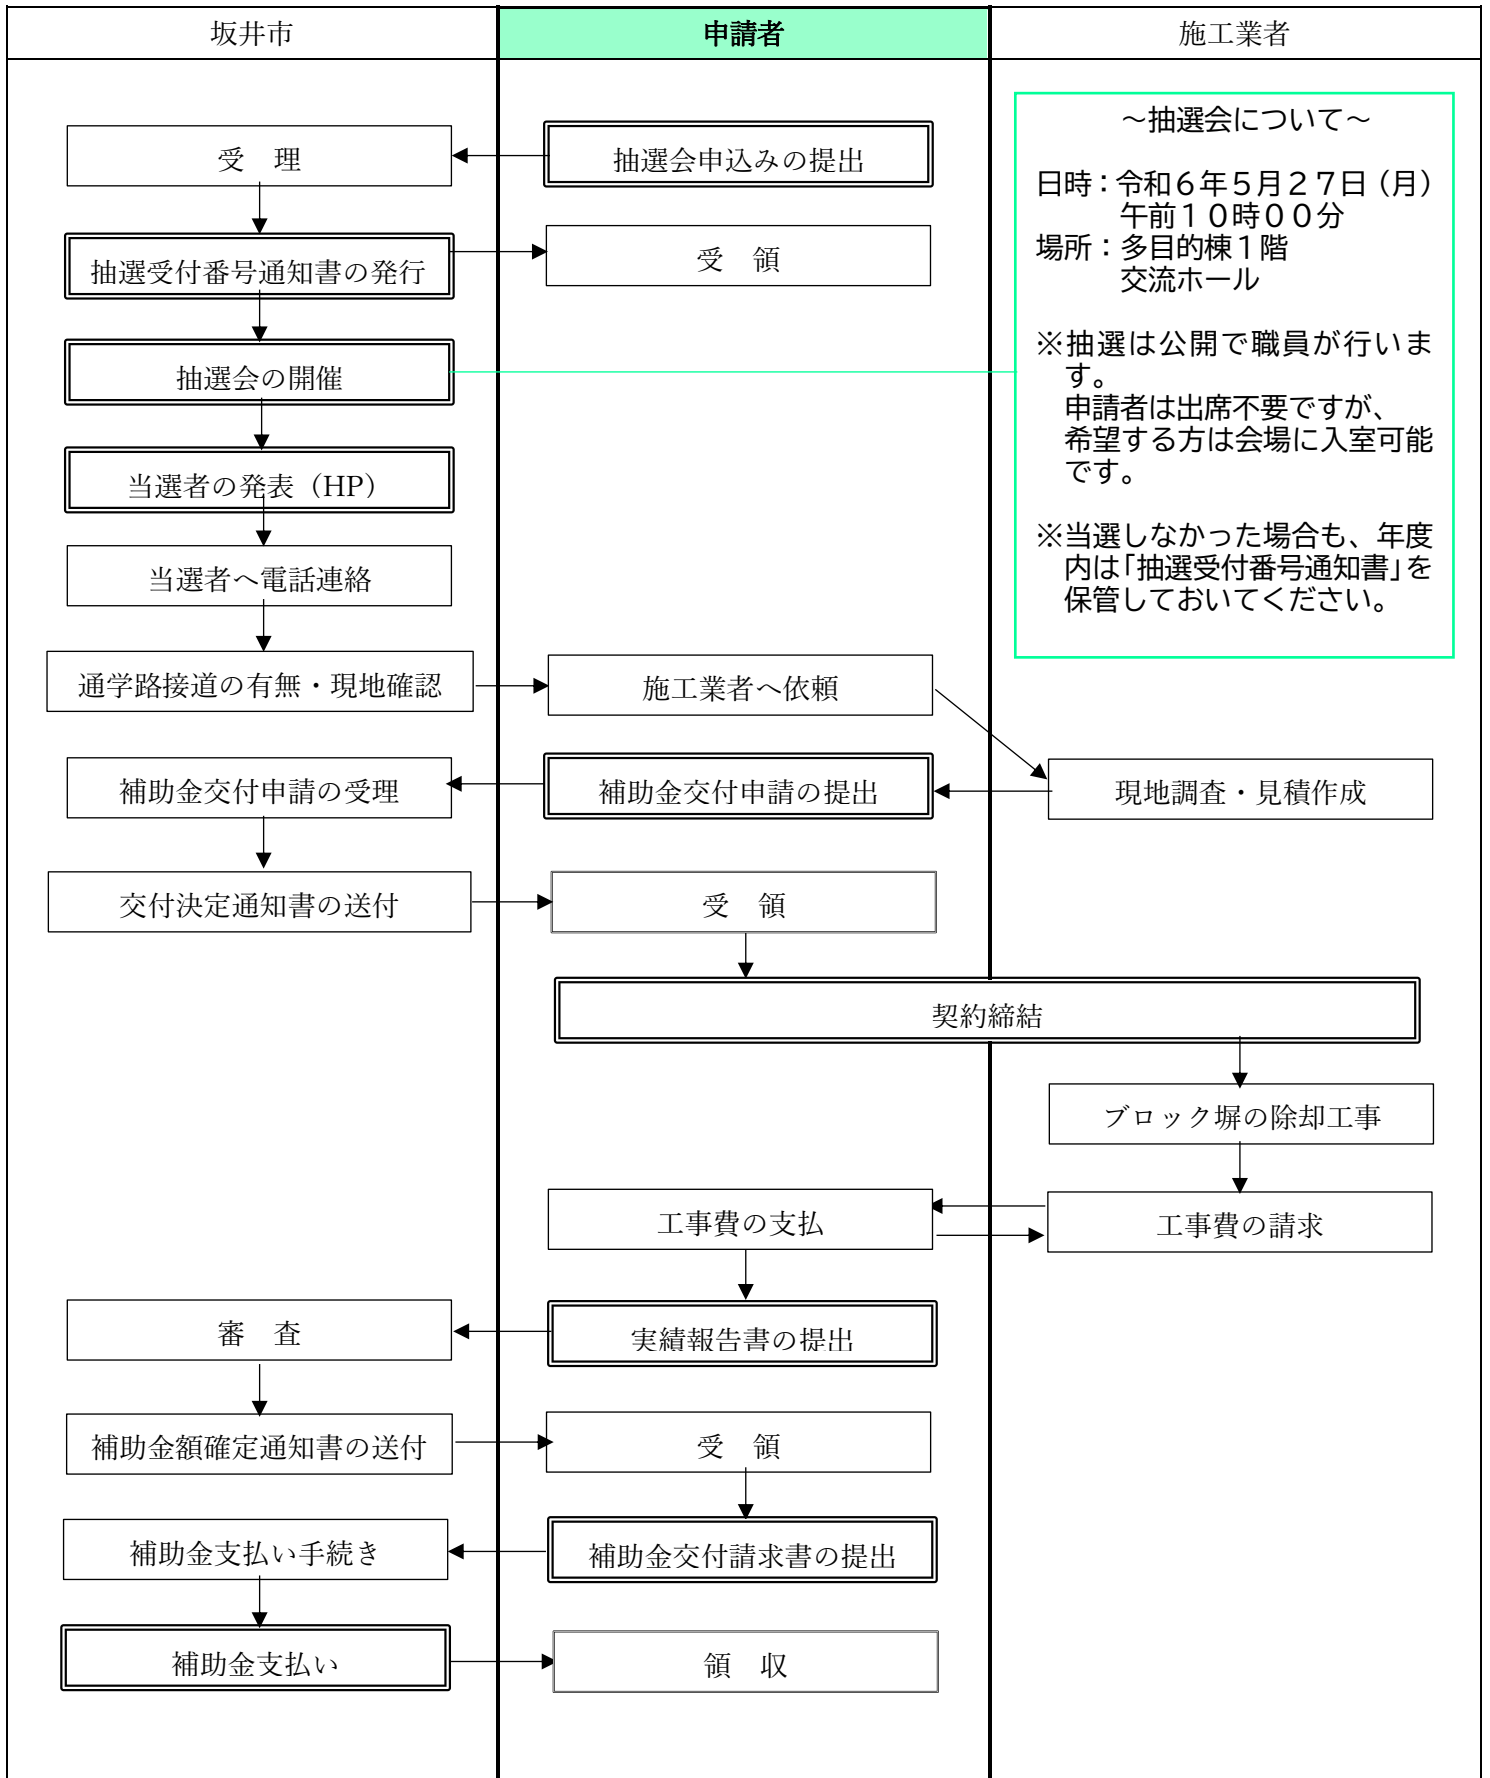 坂井市
申請者
施工業者
～抽選会について～
日時：令和６年５月２７日（月）
午前１０時００分
場所：多目的棟１階
交流ホール
※抽選は公開で職員が行いま
す。
申請者は出席不要ですが、
希望する方は会場に入室可能
です。
※当選しなかった場合も、年度
内は「抽選受付番号通知書」を
保管しておいてください。
受　理
抽選会申込みの提出
抽選受付番号通知書の発行
受　領
抽選会の開催
当選者の発表（HP）
当選者へ電話連絡
通学路接道の有無・現地確認
施工業者へ依頼
補助金交付申請の受理
補助金交付申請の提出
現地調査・見積作成
交付決定通知書の送付
受　領
契約締結
ブロック塀の除却工事
工事費の支払
工事費の請求
審　査
実績報告書の提出
補助金額確定通知書の送付
受　領
補助金支払い手続き
補助金交付請求書の提出
補助金支払い
領　収